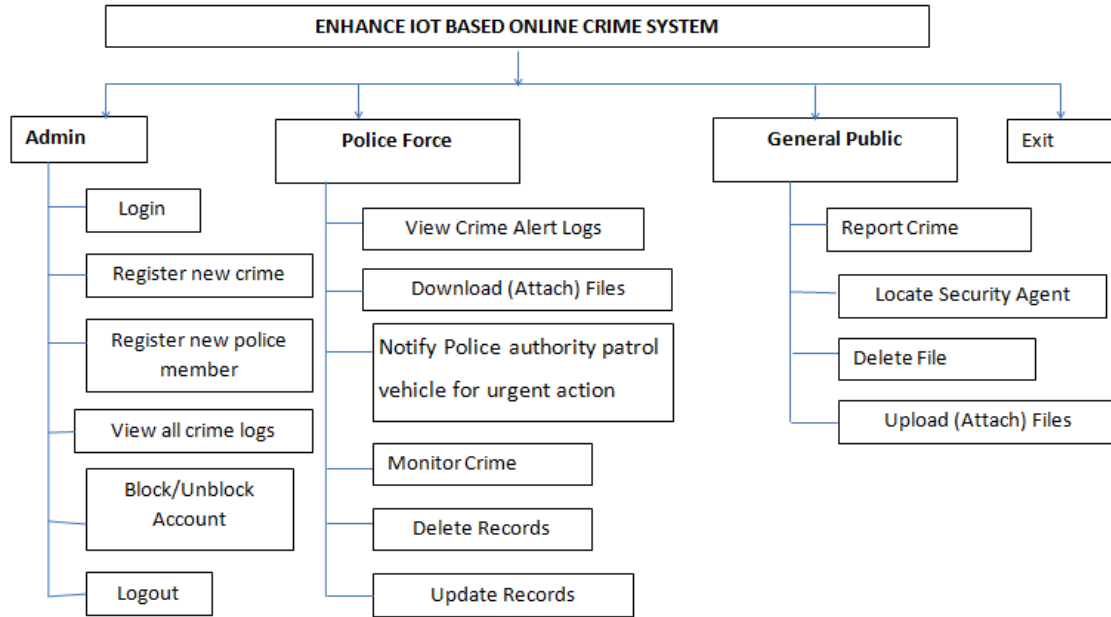 ENHANCE IOT BASED ONLINE CRIME SYSTEM
Admin
Police Force
General Public
Exit
Login
Register new crime
Register new police
member
View all crime logs
Block/Unblock
Account
Logout
View Crime Alert Logs
Download (Attach) Files
Notify Police authority patrol
vehicle for urgent action
Monitor Crime
Delete Records
Update Records
Report Crime
Locate Security Agent
Delete File
Upload (Attach) Files